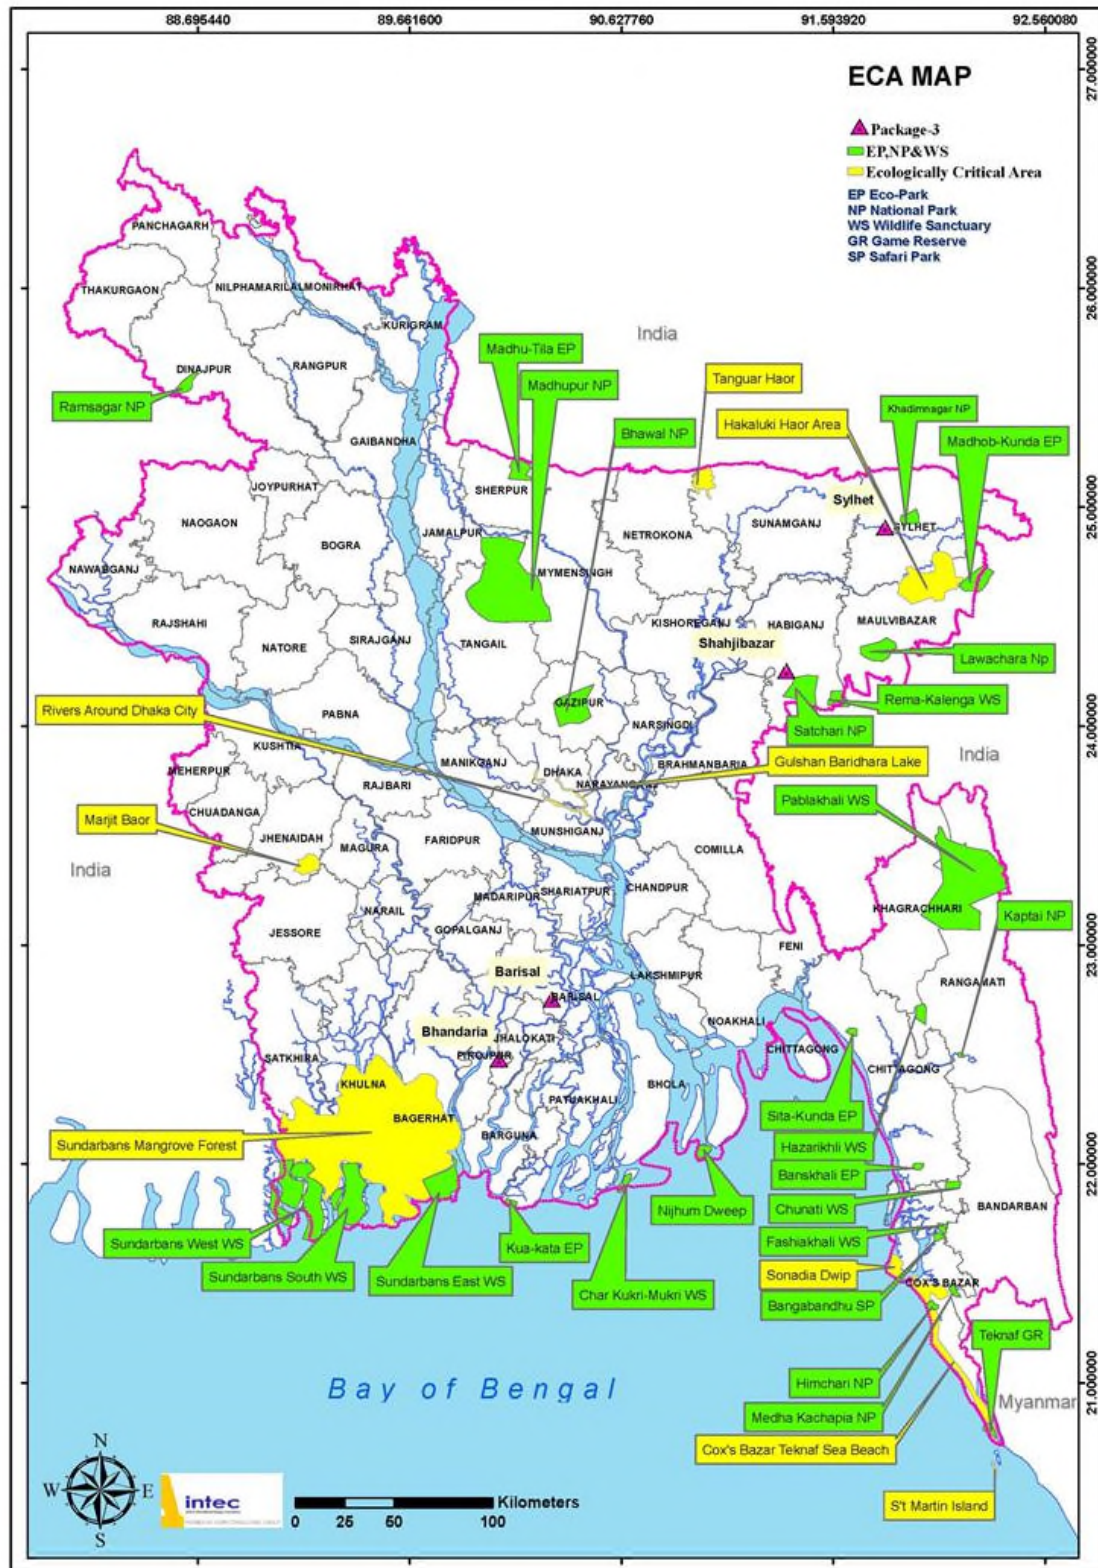 88.695440 89.661600 90.627760 91.593920 92.560080
27.000000
ECA MAP
Package-3
EP,NP&WS
Ecologically Critical Area
EP Eco-Park
NP National Park
WS Wildlife Sanctuary
GR Game Reserve
SP Safari Park
PANCHAGARH
THAKURGAON
NILPHAMARI LALMONIRHAT
26.000000
KURIGRAM
India
Madhu-Tila EP
DINAJPUR
RANGPUR
Madhupur NP
Tanguar Haor
Ramsagar NP
Khadimnagar NP
Hakaluki Haor Area
Bhawal NP
GAIBANDHA
Madhob-Kunda EP
JOYPURHAT
SHERPUR
Sylhet
25.000000
NAOGAON
JAMALPUR
NETROKONA
SUNAMGANJ
SYLHET
BOGRA
NAWABGANJ
MYMENSINGH
RAJSHAHI
SIRAJGANJ
KISHOREGANJ
HABIGANJ
MAULVIBAZAR
NATORE
TANGAIL
Shahjibazar
Lawachara Np
Rema-Kalenga WS
GAZIPUR
Rivers Around Dhaka City
PABNA
NARSINGDI
Satchari NP
24.000000
KUSHTIA
India
MEHERPUR
MANIKGANJ
DHAKA
BRAHMANBARIA
Gulshan Baridhara Lake
RAJBARI
NARAYANGANJ
Pablakhali WS
CHUADANGA
Marjit Baor
JHENAIDAH
MAGURA
FARIDPUR
MUNSHIGANJ
COMILLA
India
MADARIPUR
SHARIATPUR
CHANDPUR
KHAGRACHHARI
NARAIL
Kaptai NP
JESSORE
GOPALGANJ
FENI
23.000000
Barisal
LAKSHMIPUR
RANGAMATI
BARISAL
NOAKHALI
Bhandaria
JHALOKATI
CHITTAGONG
SATKHIRA
PIROJPUR
CHITTAGONG
KHULNA
BHOLA
PATUAKHALI
BAGERHAT
Sita-Kunda EP
BARGUNA
Sundarbans Mangrove Forest
Hazarikhli WS
22.000000
Banskhali EP
Chunati WS
BANDARBAN
Nijhum Dweep
Sundarbans West WS
Kua-kata EP
Fashiakhali WS
Sundarbans South WS
Sundarbans East WS
Char Kukri-Mukri WS
Sonadia Dwip
COX'S BAZAR
Bangabandhu SP
Teknaf GR
Himchari NP
21.000000
Bay of Bengal
Myanmar
Medha Kachapia NP
Cox's Bazar Teknaf Sea Beach
N
W E
S
intec
Kilometers
0 25 50 100
S't Martin Island